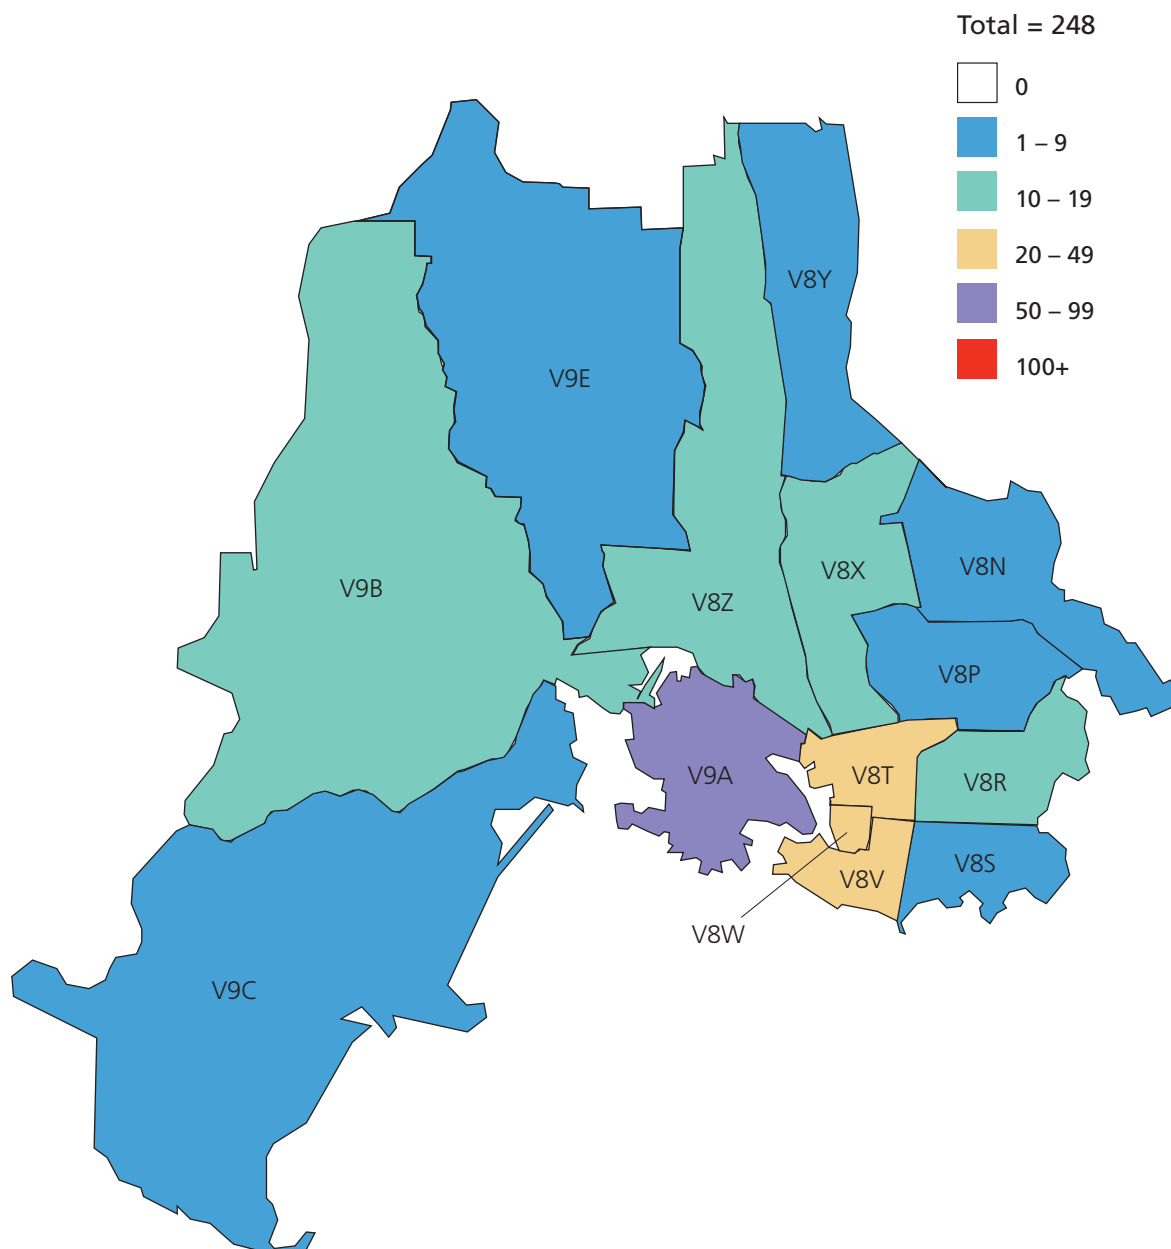 Total = 248
0
1 – 9
10 – 19
20 – 49
50 – 99
100+
V8Y
V9E
V8N
V8X
V9B
V8Z
V8P
V9A
V8T
V8R
V8S
V8V
V8W
V9C